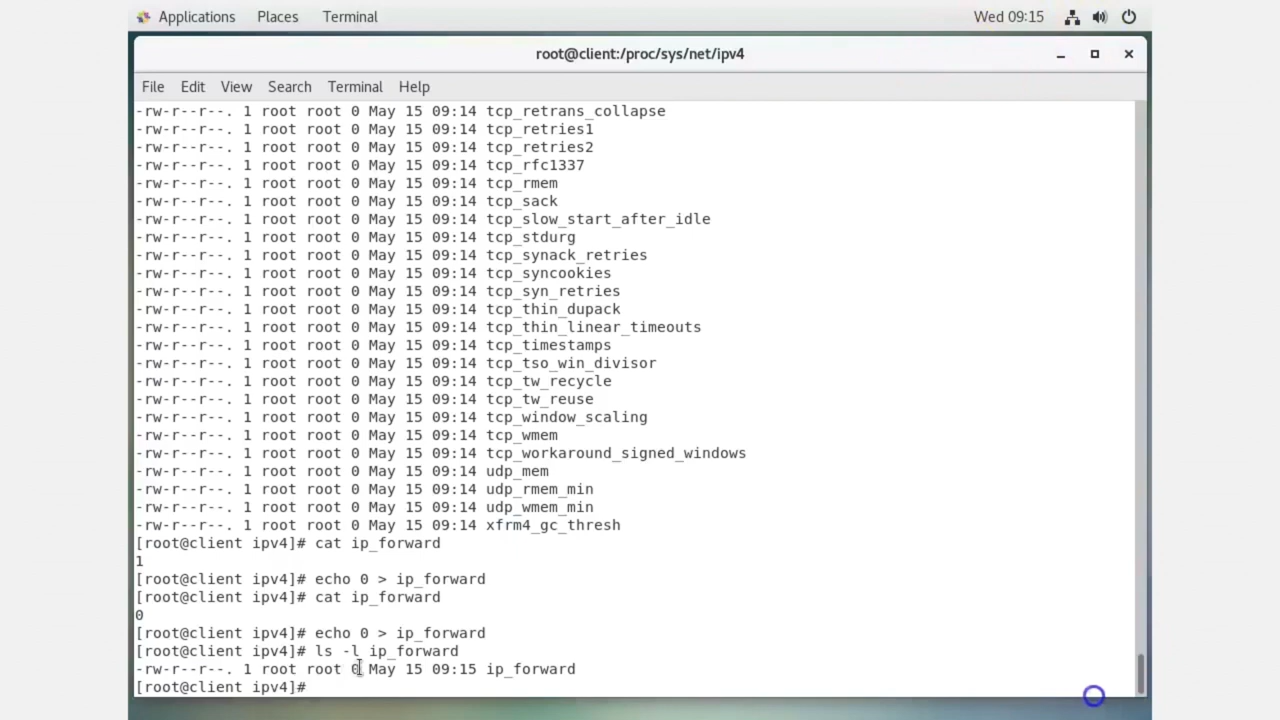 Applications Places Terminal Wed 09:15
root@client:/proc/sys/net/ipv4
File Edit View Search Terminal Help
-rw-r--r--. 1 root root 0 May 15 09:14 tcp_retrans_collapse
-rw-r--r--. 1 root root 0 May 15 09:14 tcp_retries1
-rw-r--r--. 1 root root 0 May 15 09:14 tcp_retries2
-rw-r--r--. 1 root root 0 May 15 09:14 tcp_rfc1337
-rw-r--r--. 1 root root 0 May 15 09:14 tcp_rmem
-rw-r--r--. 1 root root 0 May 15 09:14 tcp_sack
-rw-r--r--. 1 root root 0 May 15 09:14 tcp_slow_start_after_idle
-rw-r--r--. 1 root root 0 May 15 09:14 tcp_stdurg
-rw-r--r--. 1 root root 0 May 15 09:14 tcp_synack_retries
-rw-r--r--. 1 root root 0 May 15 09:14 tcp_syncookies
-rw-r--r--. 1 root root 0 May 15 09:14 tcp_syn_retries
-rw-r--r--. 1 root root 0 May 15 09:14 tcp_thin_dupack
-rw-r--r--. 1 root root 0 May 15 09:14 tcp_thin_linear_timeouts
-rw-r--r--. 1 root root 0 May 15 09:14 tcp_timestamps
-rw-r--r--. 1 root root 0 May 15 09:14 tcp_tso_win_divisor
-rw-r--r--. 1 root root 0 May 15 09:14 tcp_tw_recycle
-rw-r--r--. 1 root root 0 May 15 09:14 tcp_tw_reuse
-rw-r--r--. 1 root root 0 May 15 09:14 tcp_window_scaling
-rw-r--r--. 1 root root 0 May 15 09:14 tcp_wmem
-rw-r--r--. 1 root root 0 May 15 09:14 tcp_workaround_signed_windows
-rw-r--r--. 1 root root 0 May 15 09:14 udp_mem
-rw-r--r--. 1 root root 0 May 15 09:14 udp_rmem_min
-rw-r--r--. 1 root root 0 May 15 09:14 udp_wmem_min
-rw-r--r--. 1 root root 0 May 15 09:14 xfrm4_gc_thresh
[root@client ipv4]# cat ip_forward
1
[root@client ipv4]# echo 0 > ip_forward
[root@client ipv4]# cat ip_forward
0
[root@client ipv4]# echo 0 > ip_forward
[root@client ipv4]# ls -l ip_forward
-rw-r--r--. 1 root root 0 May 15 09:15 ip_forward
[root@client ipv4]#